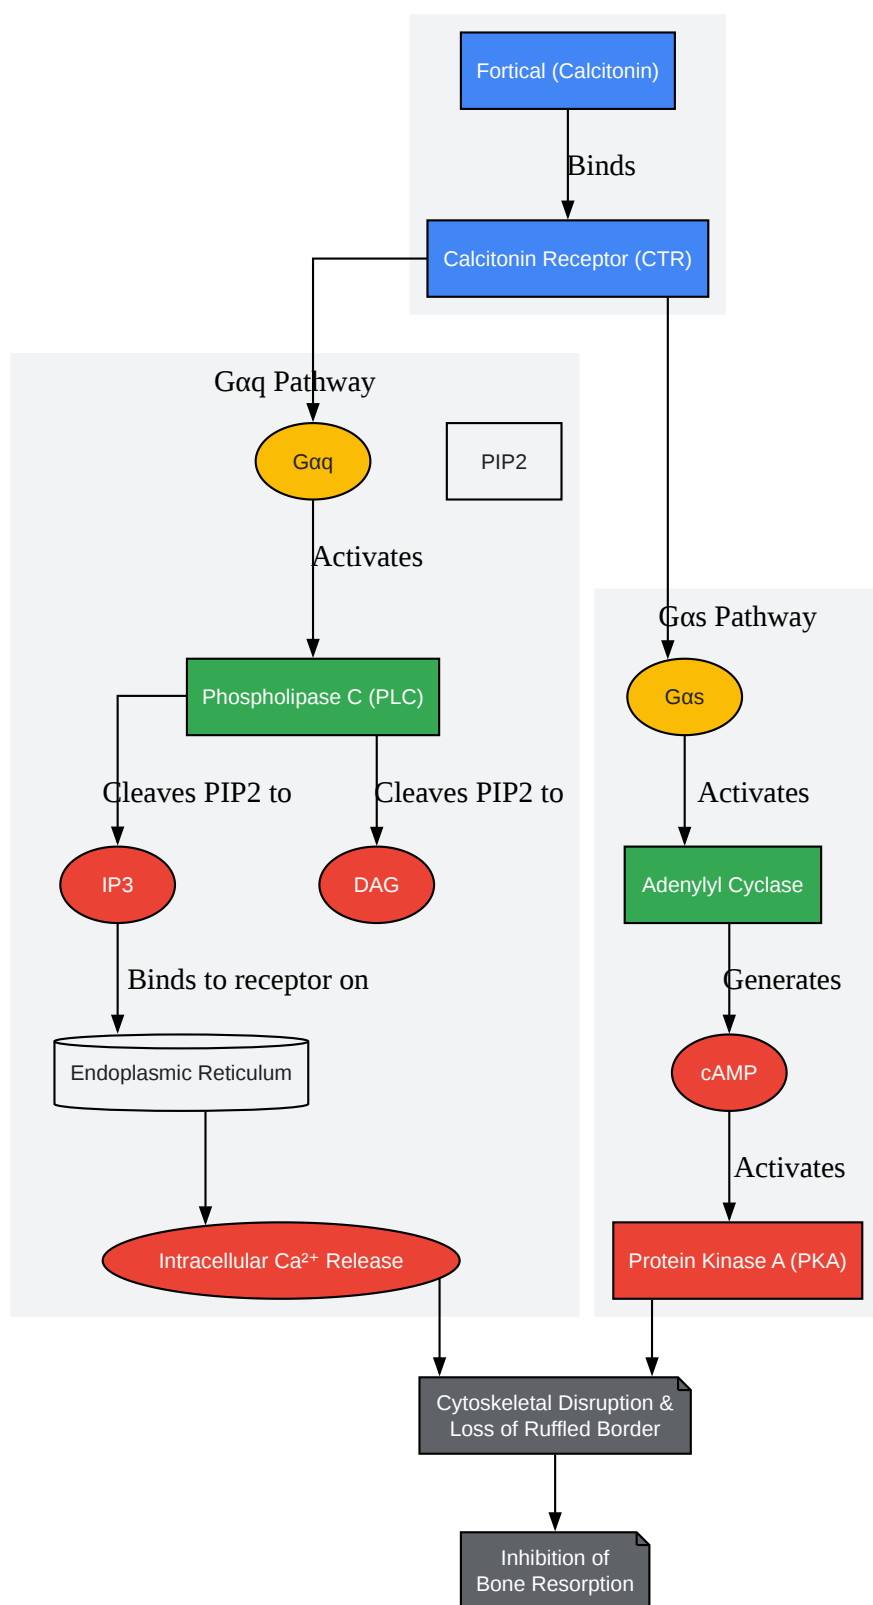 Fortical (Calcitonin)
Binds
Calcitonin Receptor (CTR)
Gαq Pathway
Gαq
PIP2
Activates
Gαs Pathway
Phospholipase C (PLC)
Gαs
Cleaves PIP2 to
Cleaves PIP2 to
Activates
IP3
DAG
Adenylyl Cyclase
Binds to receptor on
Generates
Endoplasmic Reticulum
cAMP
Activates
Intracellular Ca²⁺ Release
Protein Kinase A (PKA)
Cytoskeletal Disruption &
Loss of Ruffled Border
Inhibition of
Bone Resorption